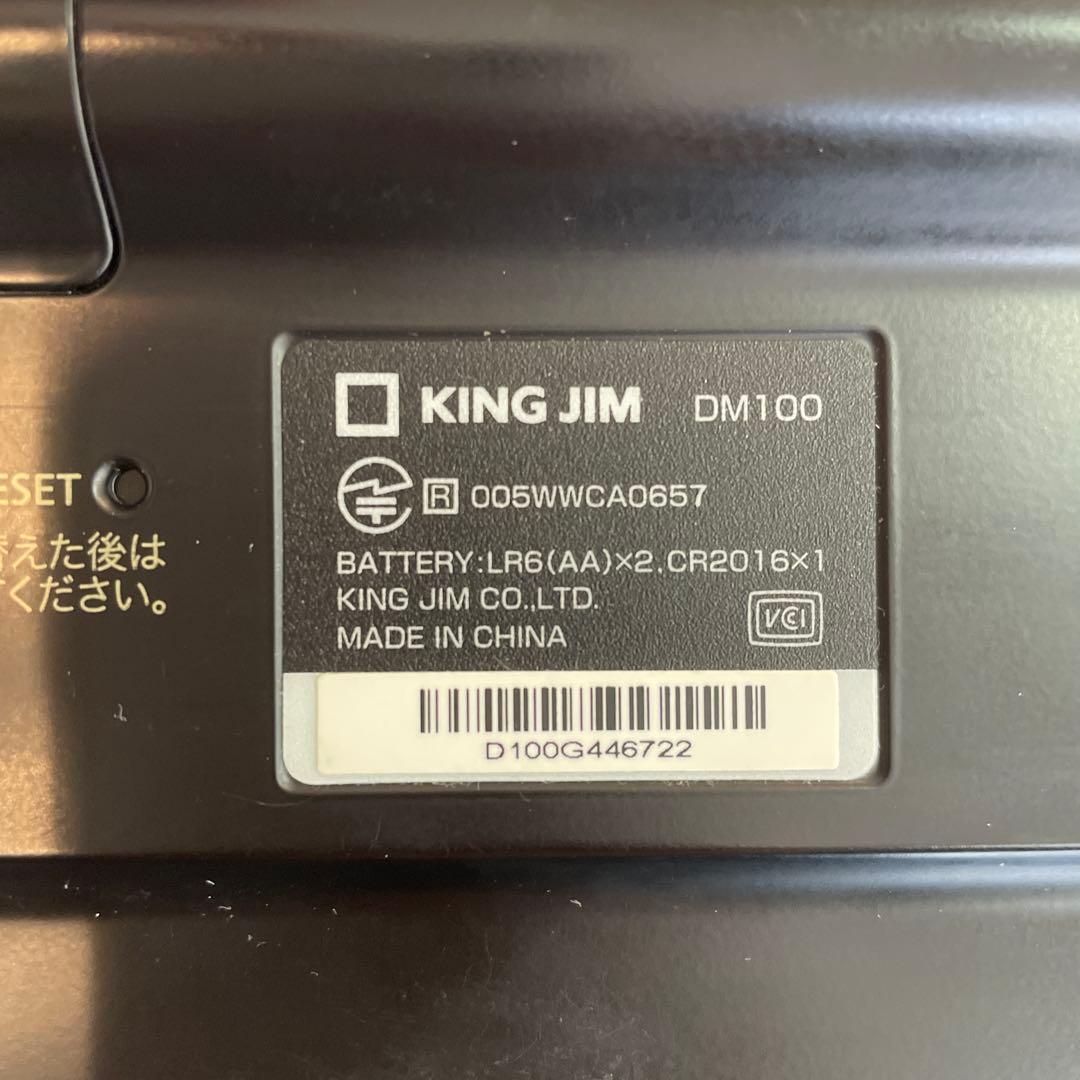 KING JIM DM100
R 005WWCA0657
BATTERY:LR6(AA)×2,CR2016×1
KING JIM CO.,LTD.
MADE IN CHINA
VCI
D100G446722
ESET
替えた後は
ください。